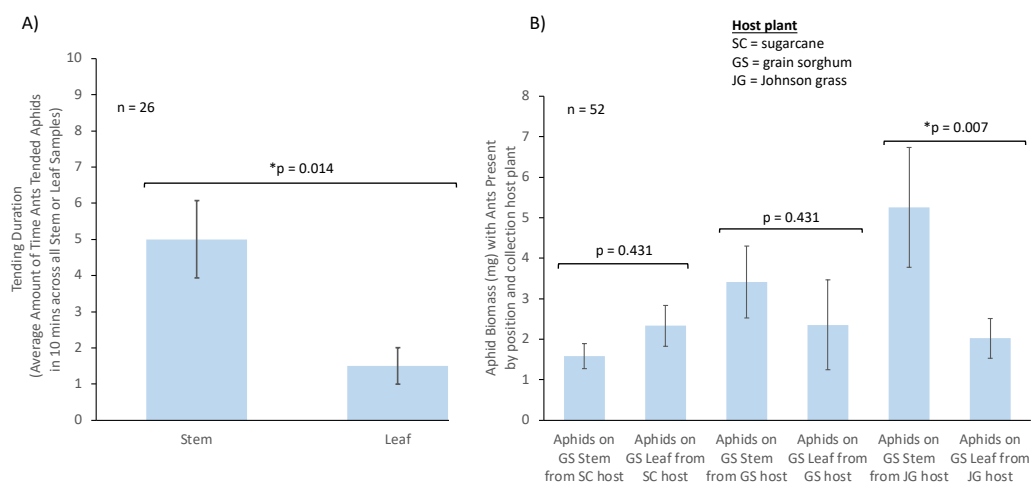 A)
Tending Duration
(Average Amount of Time Ants Tended Aphids
in 10 mins across all Stem or Leaf Samples)
10
9
8
7
6
5
4
3
2
1
0
n = 26
*p = 0.014
Stem
Leaf
B)
Host plant
SC = sugarcane
GS = grain sorghum
JG = Johnson grass
Aphid Biomass (mg) with Ants Present
by position and collection host plant
8
7
6
5
4
3
2
1
0
n = 52
p = 0.431
p = 0.431
*p = 0.007
Aphids on
GS Stem
from SC host
Aphids on
GS Leaf from
SC host
Aphids on
GS Stem
from GS host
Aphids on
GS Leaf from
GS host
Aphids on
GS Stem
from JG host
Aphids on
GS Leaf from
JG host